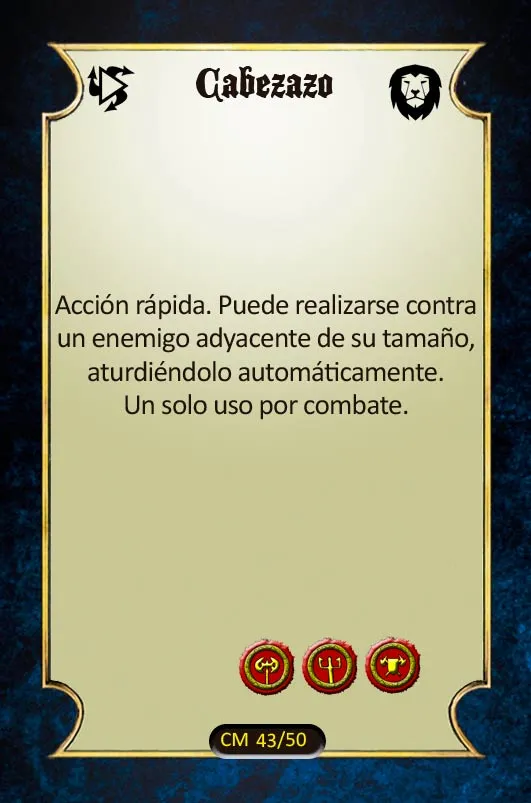 Cabezazo
Acción rápida. Puede realizarse contra
un enemigo adyacente de su tamaño,
aturdiéndolo automáticamente.
Un solo uso por combate.
CM 43/50